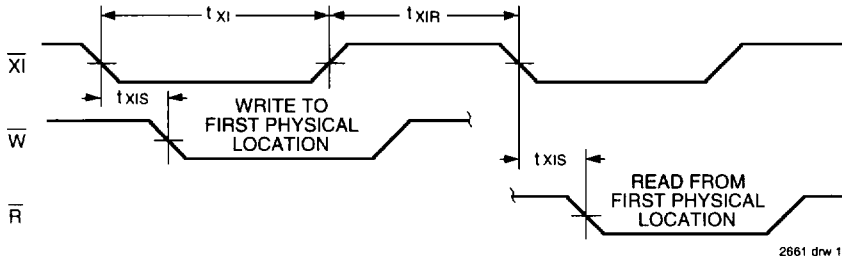 t XI
t XIR
XI
t XIS
WRITE TO
FIRST PHYSICAL
LOCATION
W
t XIS
READ FROM
FIRST PHYSICAL
LOCATION
R
2661 drw 1